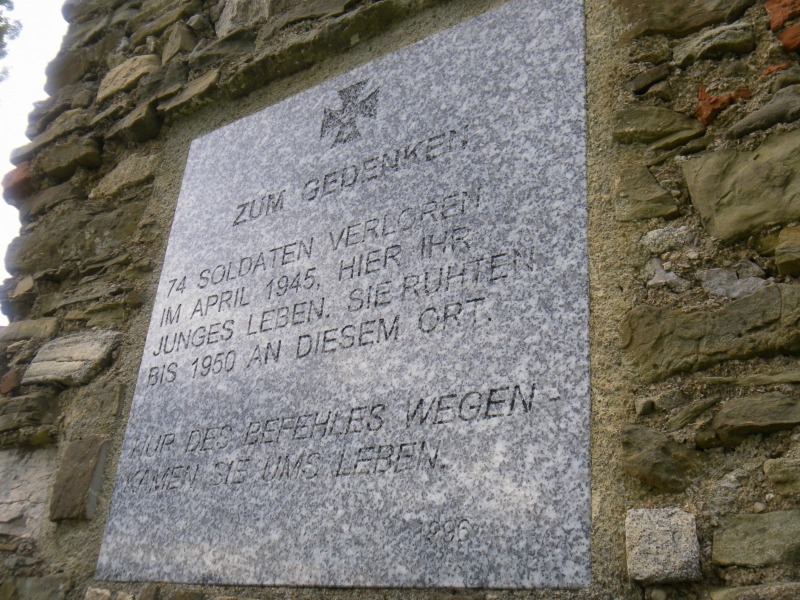 ZUM GEDENKEN
74 SOLDATEN VERLOREN
IM APRIL 1945, HIER IHR
JUNGES LEBEN. SIE RUHTEN
BIS 1950 AN DIESEM ORT.
NUR DES BEFEHLES WEGEN -
KAMEN SIE UMS LEBEN.
1996